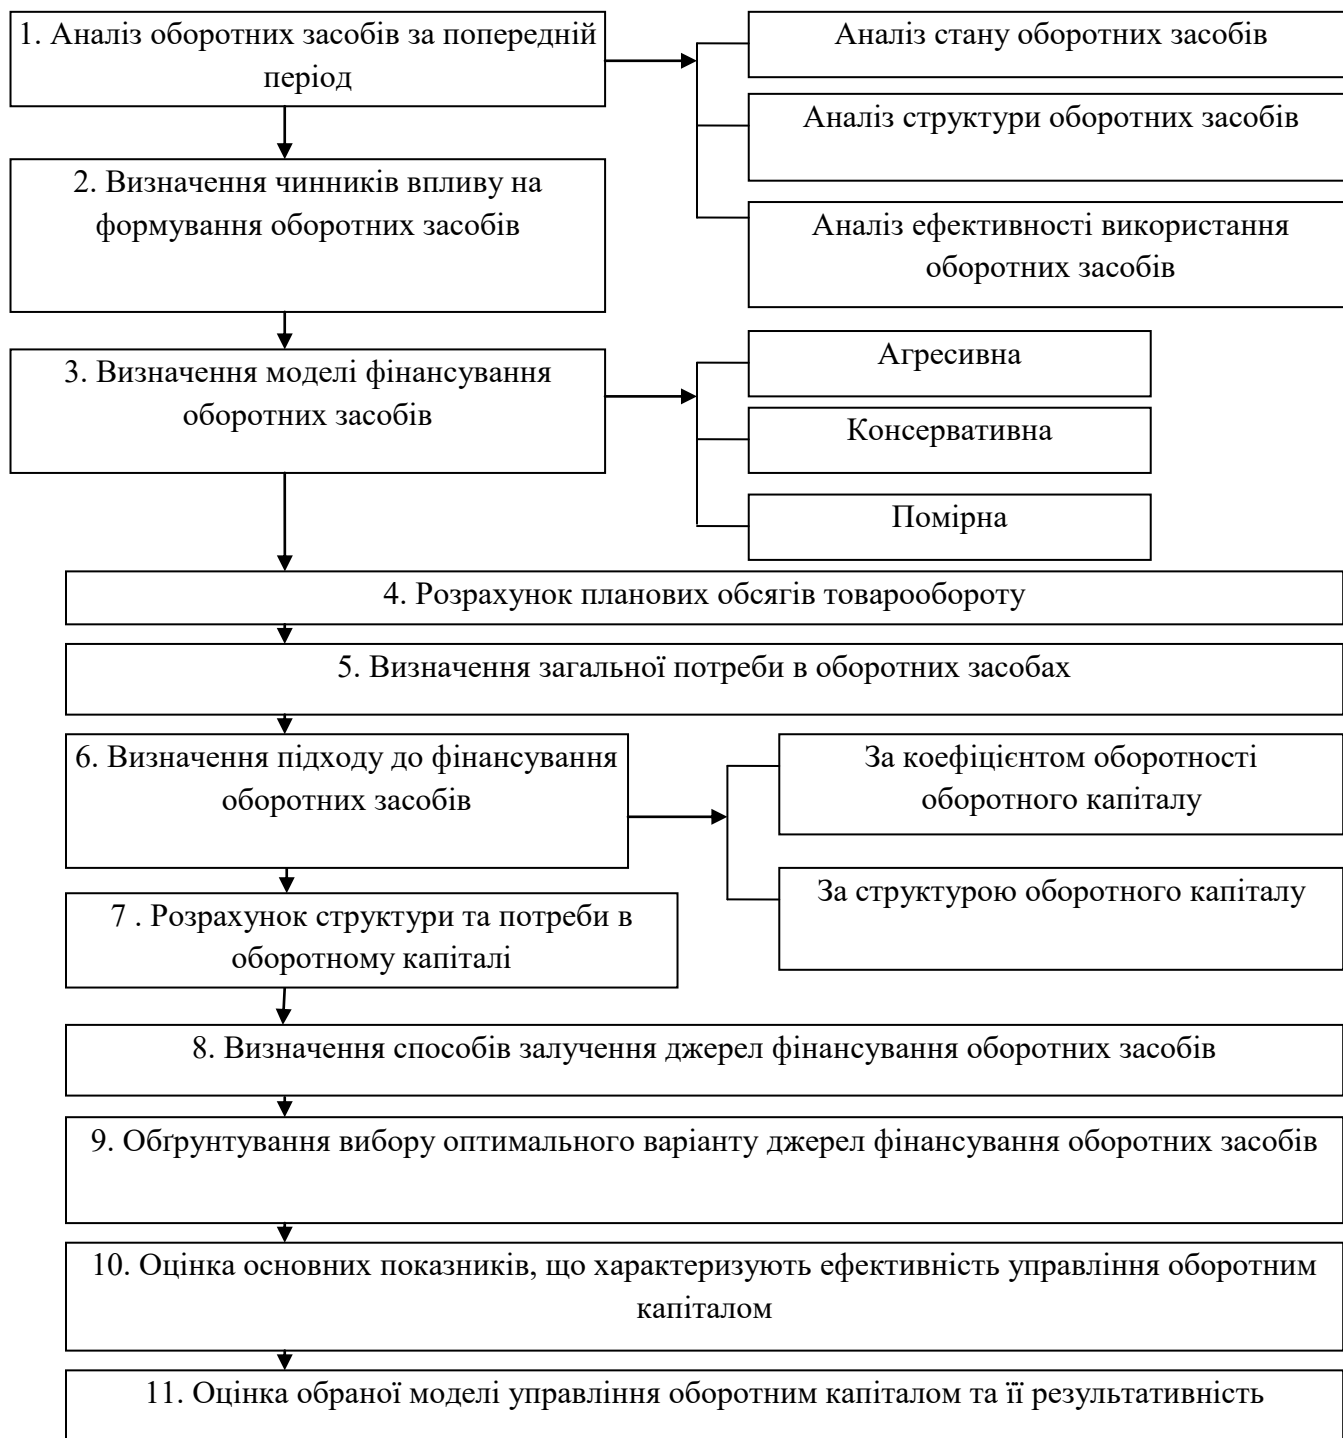 1. Аналіз оборотних засобів за попередній
період
Аналіз стану оборотних засобів
Аналіз структури оборотних засобів
Аналіз ефективності використання
оборотних засобів
2. Визначення чинників впливу на
формування оборотних засобів
3. Визначення моделі фінансування
оборотних засобів
Агресивна
Консервативна
Помірна
4. Розрахунок планових обсягів товарообороту
5. Визначення загальної потреби в оборотних засобах
6. Визначення підходу до фінансування
оборотних засобів
За коефіцієнтом оборотності
оборотного капіталу
За структурою оборотного капіталу
7 . Розрахунок структури та потреби в
оборотному капіталі
8. Визначення способів залучення джерел фінансування оборотних засобів
9. Обґрунтування вибору оптимального варіанту джерел фінансування оборотних засобів
10. Оцінка основних показників, що характеризують ефективність управління оборотним
капіталом
11. Оцінка обраної моделі управління оборотним капіталом та її результативність